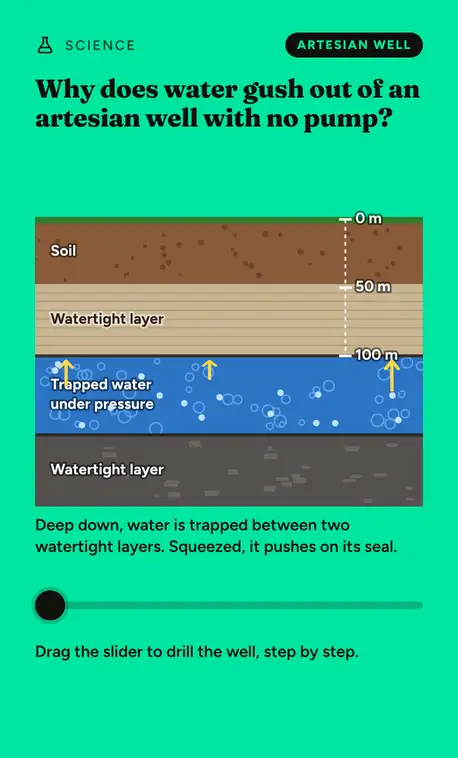 SCIENCE
ARTESIAN WELL
Why does water gush out of an
artesian well with no pump?
0 m
Soil
50 m
Watertight layer
100 m
Trapped water
under pressure
Watertight layer
Deep down, water is trapped between two
watertight layers. Squeezed, it pushes on its seal.
Drag the slider to drill the well, step by step.